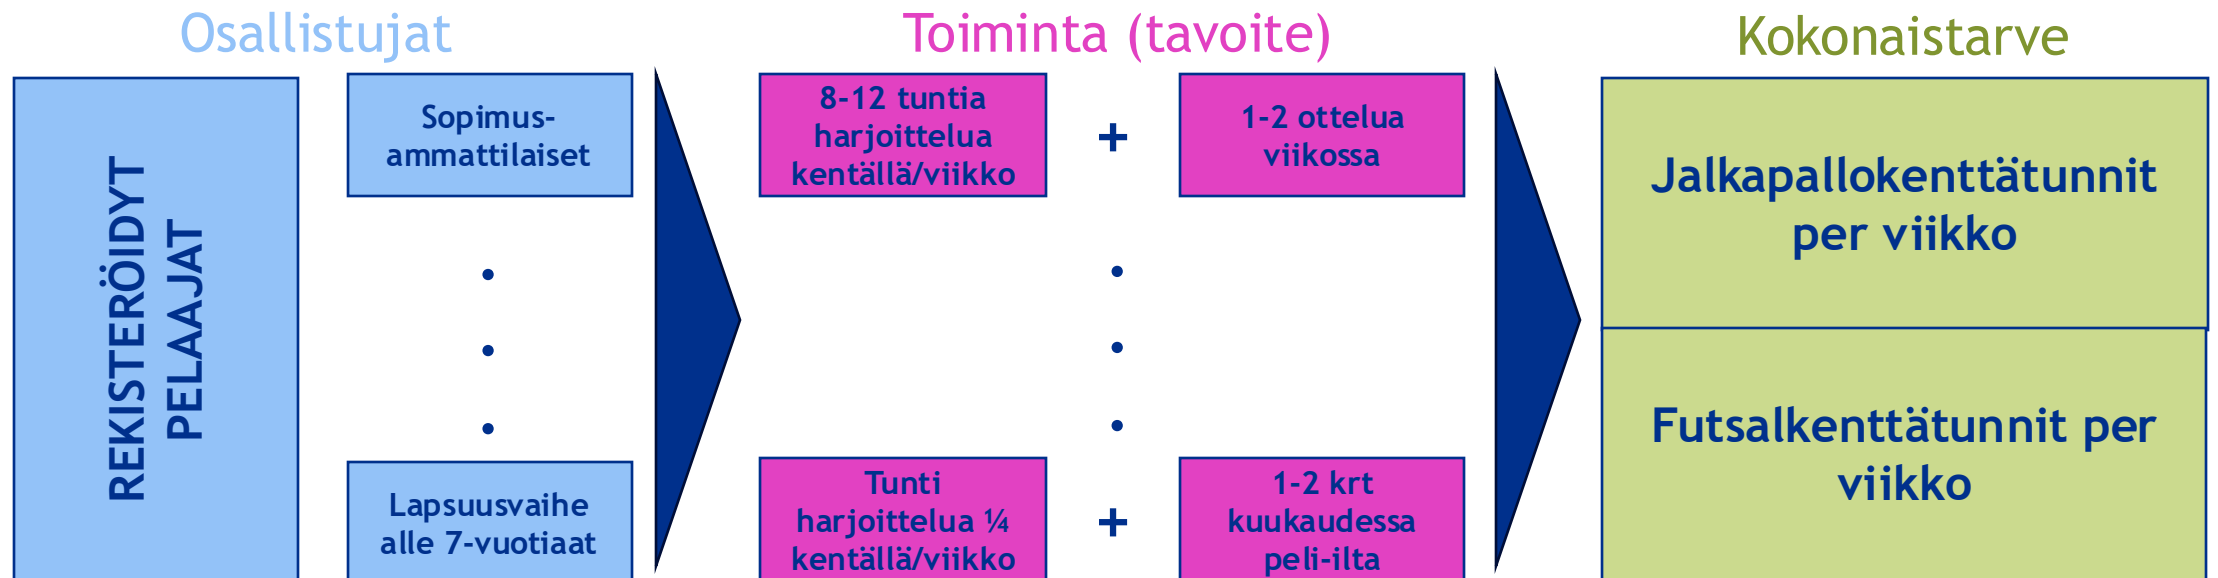 Osallistujat
Toiminta (tavoite)
Kokonaistarve
REKISTERÖIDYT
PELAAJAT
Sopimus-
ammattilaiset
8-12 tuntia
harjoittelua
kentällä/viikko
+
1-2 ottelua
viikossa
Jalkapallokenttätunnit
per viikko
Lapsuusvaihe
alle 7-vuotiaat
Tunti
harjoittelua ¼
kentällä/viikko
+
1-2 krt
kuukaudessa
peli-ilta
Futsalkenttätunnit per
viikko